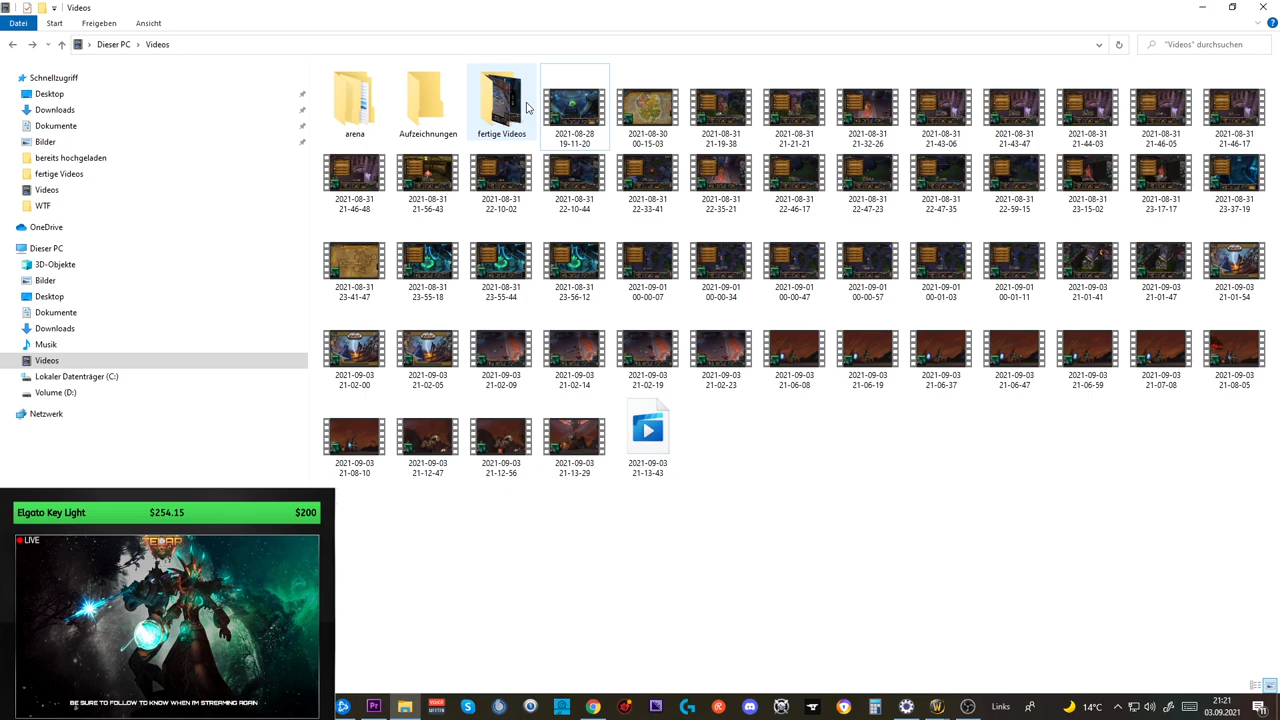 Videos
Datei Start Freigeben Ansicht
Dieser PC Videos "Videos" durchsuchen
Schnellzugriff
Desktop
Downloads
Dokumente
Bilder
bereits hochgeladen
fertige Videos
Videos
WTF
OneDrive
Dieser PC
3D-Objekte
Bilder
Desktop
Dokumente
Downloads
Musik
Videos
Lokaler Datenträger (C:)
Volume (D:)
Netzwerk
arena Aufzeichnungen fertige Videos 2021-08-28 2021-08-30 2021-08-31 2021-08-31 2021-08-31 2021-08-31 2021-08-31 2021-08-31 2021-08-31 2021-08-31
19-11-20 00-15-03 21-19-38 21-21-21 21-32-26 21-43-06 21-43-47 21-44-03 21-46-05 21-46-17
2021-08-31 2021-08-31 2021-08-31 2021-08-31 2021-08-31 2021-08-31 2021-08-31 2021-08-31 2021-08-31 2021-08-31 2021-08-31 2021-08-31 2021-08-31
21-46-48 21-56-43 22-10-02 22-10-44 22-33-41 22-35-21 22-46-17 22-47-23 22-47-35 22-59-15 23-15-02 23-17-17 23-37-19
2021-08-31 2021-08-31 2021-08-31 2021-08-31 2021-09-01 2021-09-01 2021-09-01 2021-09-01 2021-09-01 2021-09-01 2021-09-03 2021-09-03 2021-09-03
23-41-47 23-55-18 23-55-44 23-56-12 00-00-07 00-00-34 00-00-47 00-00-57 00-01-03 00-01-11 21-01-41 21-01-47 21-01-54
2021-09-03 2021-09-03 2021-09-03 2021-09-03 2021-09-03 2021-09-03 2021-09-03 2021-09-03 2021-09-03 2021-09-03 2021-09-03 2021-09-03 2021-09-03
21-02-00 21-02-05 21-02-09 21-02-14 21-02-19 21-02-23 21-06-08 21-06-19 21-06-37 21-06-47 21-06-59 21-07-08 21-08-05
2021-09-03 2021-09-03 2021-09-03 2021-09-03 2021-09-03
21-08-10 21-12-47 21-12-56 21-13-29 21-13-43
Elgato Key Light $254.15 $200
LIVE
BE SURE TO FOLLOW TO KNOW WHEN I'M STREAMING AGAIN
Links 14°C 21:21
03.09.2021